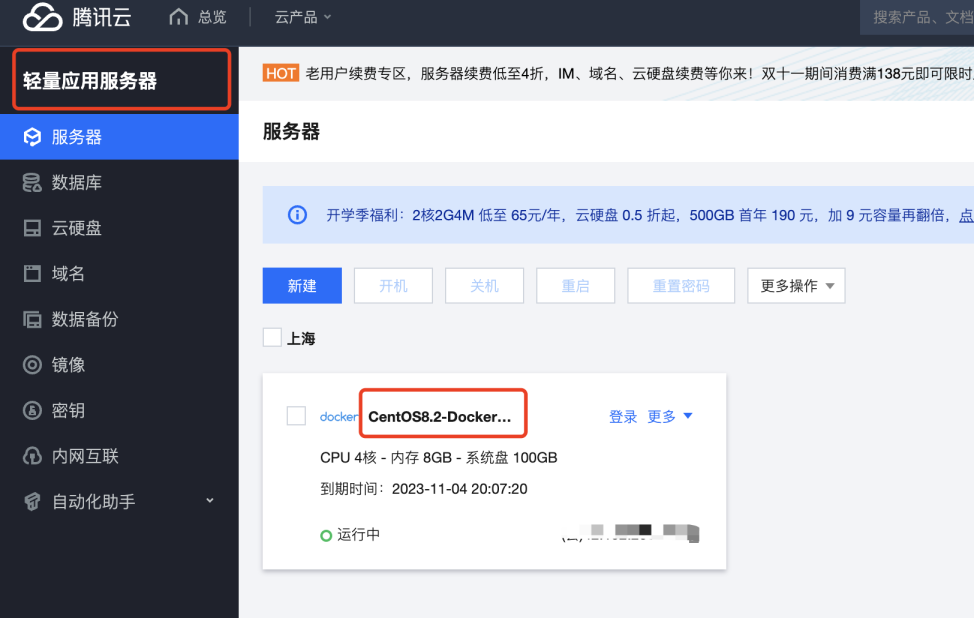 腾讯云 总览 云产品 搜索产品、文档
轻量应用服务器
服务器
数据库
云硬盘
域名
数据备份
镜像
密钥
内网互联
自动化助手
HOT 老用户续费专区，服务器续费低至4折，IM、域名、云硬盘续费等你来！双十一期间消费满138元即可限时
服务器
开学季福利：2核2G4M 低至 65元/年，云硬盘 0.5 折起，500GB 首年 190 元，加 9 元容量再翻倍，点
新建 开机 关机 重启 重置密码 更多操作
上海
docker CentOS8.2-Docker... 登录 更多
CPU 4核 - 内存 8GB - 系统盘 100GB
到期时间：2023-11-04 20:07:20
运行中